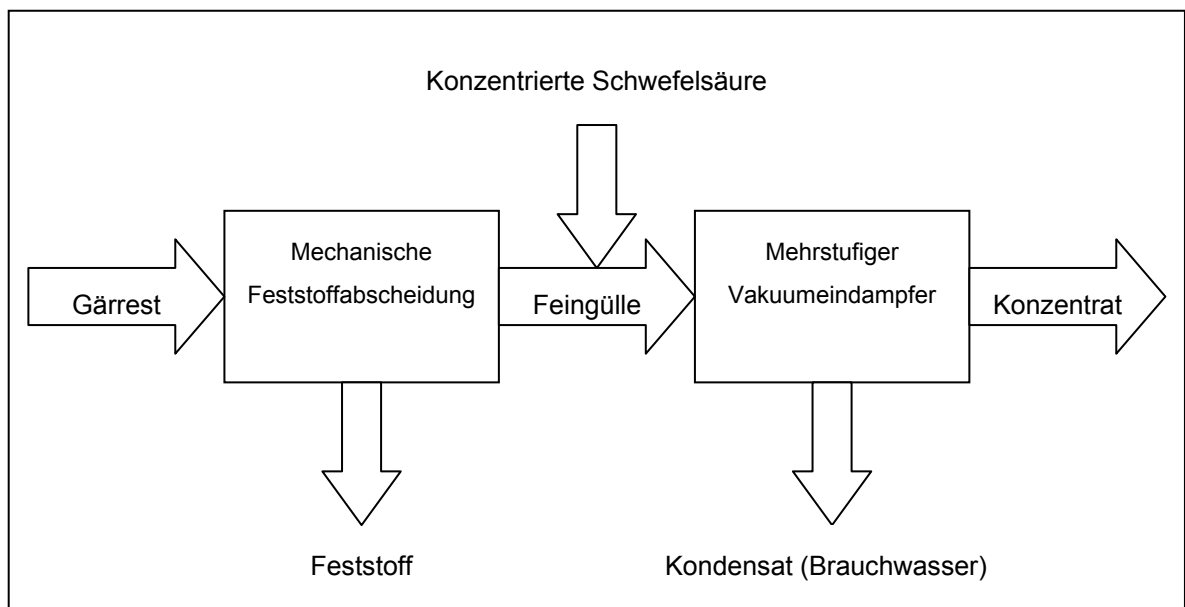 Konzentrierte Schwefelsäure
Gärrest
Mechanische
Feststoffabscheidung
Feingülle
Mehrstufiger
Vakuumeindampfer
Konzentrat
Feststoff
Kondensat (Brauchwasser)